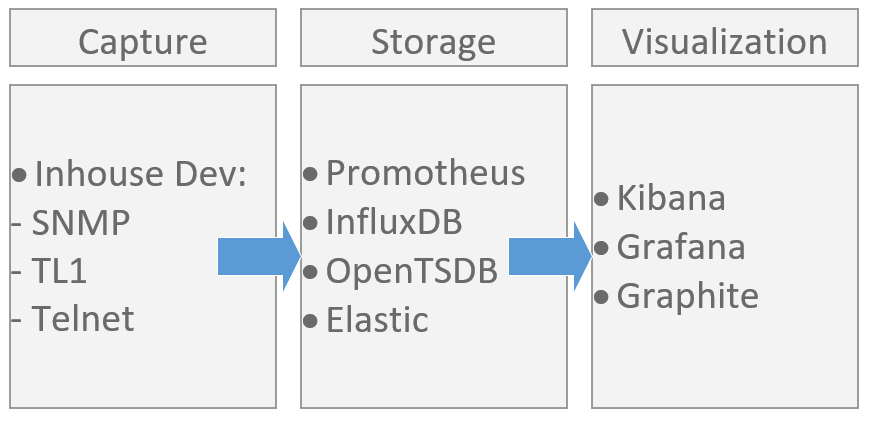 Capture
Storage
Visualization
• Inhouse Dev:
- SNMP
- TL1
- Telnet
• Promotheus
• InfluxDB
• OpenTSDB
• Elastic
• Kibana
• Grafana
• Graphite